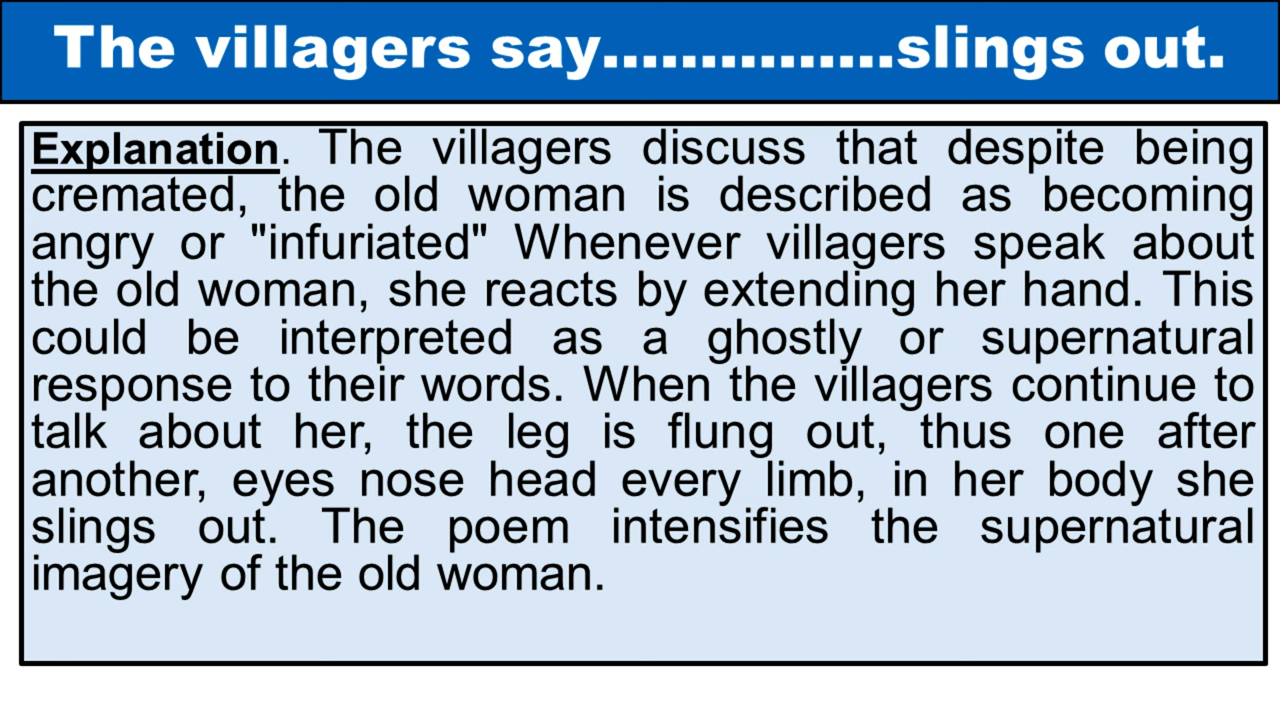 The villagers say..............slings out.
Explanation. The villagers discuss that despite being
cremated, the old woman is described as becoming
angry or "infuriated" Whenever villagers speak about
the old woman, she reacts by extending her hand. This
could be interpreted as a ghostly or supernatural
response to their words. When the villagers continue to
talk about her, the leg is flung out, thus one after
another, eyes nose head every limb, in her body she
slings out. The poem intensifies the supernatural
imagery of the old woman.